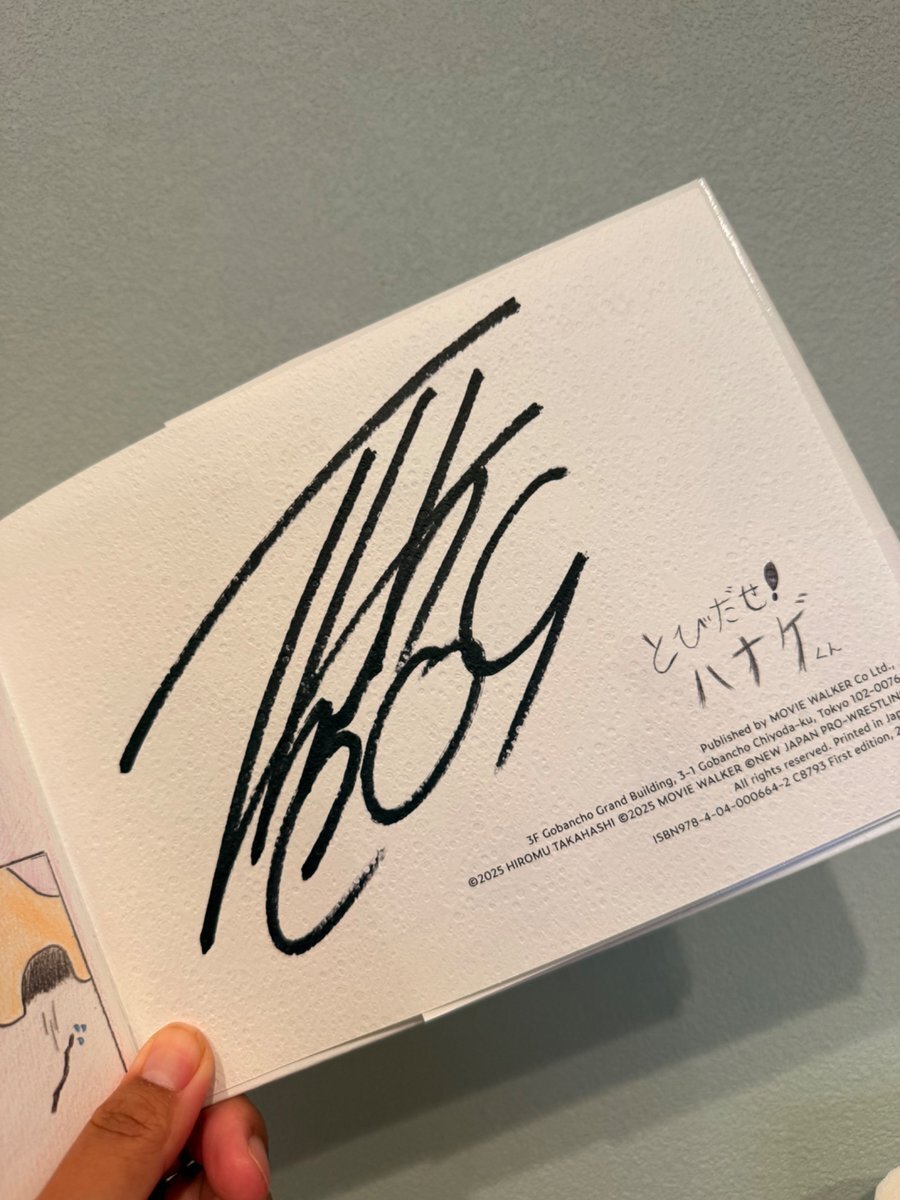 とびだせ!
ハナゲくん
Published by MOVIE WALKER Co Ltd.,
3F Gobancho Grand Building, 3-1 Gobancho Chiyoda-ku, Tokyo 102-0076
©2025 HIROMU TAKAHASHI ©2025 MOVIE WALKER ©NEW JAPAN PRO-WRESTLIN
All rights reserved. Printed in Jap
ISBN978-4-04-000664-2 C8793 First edition, 2